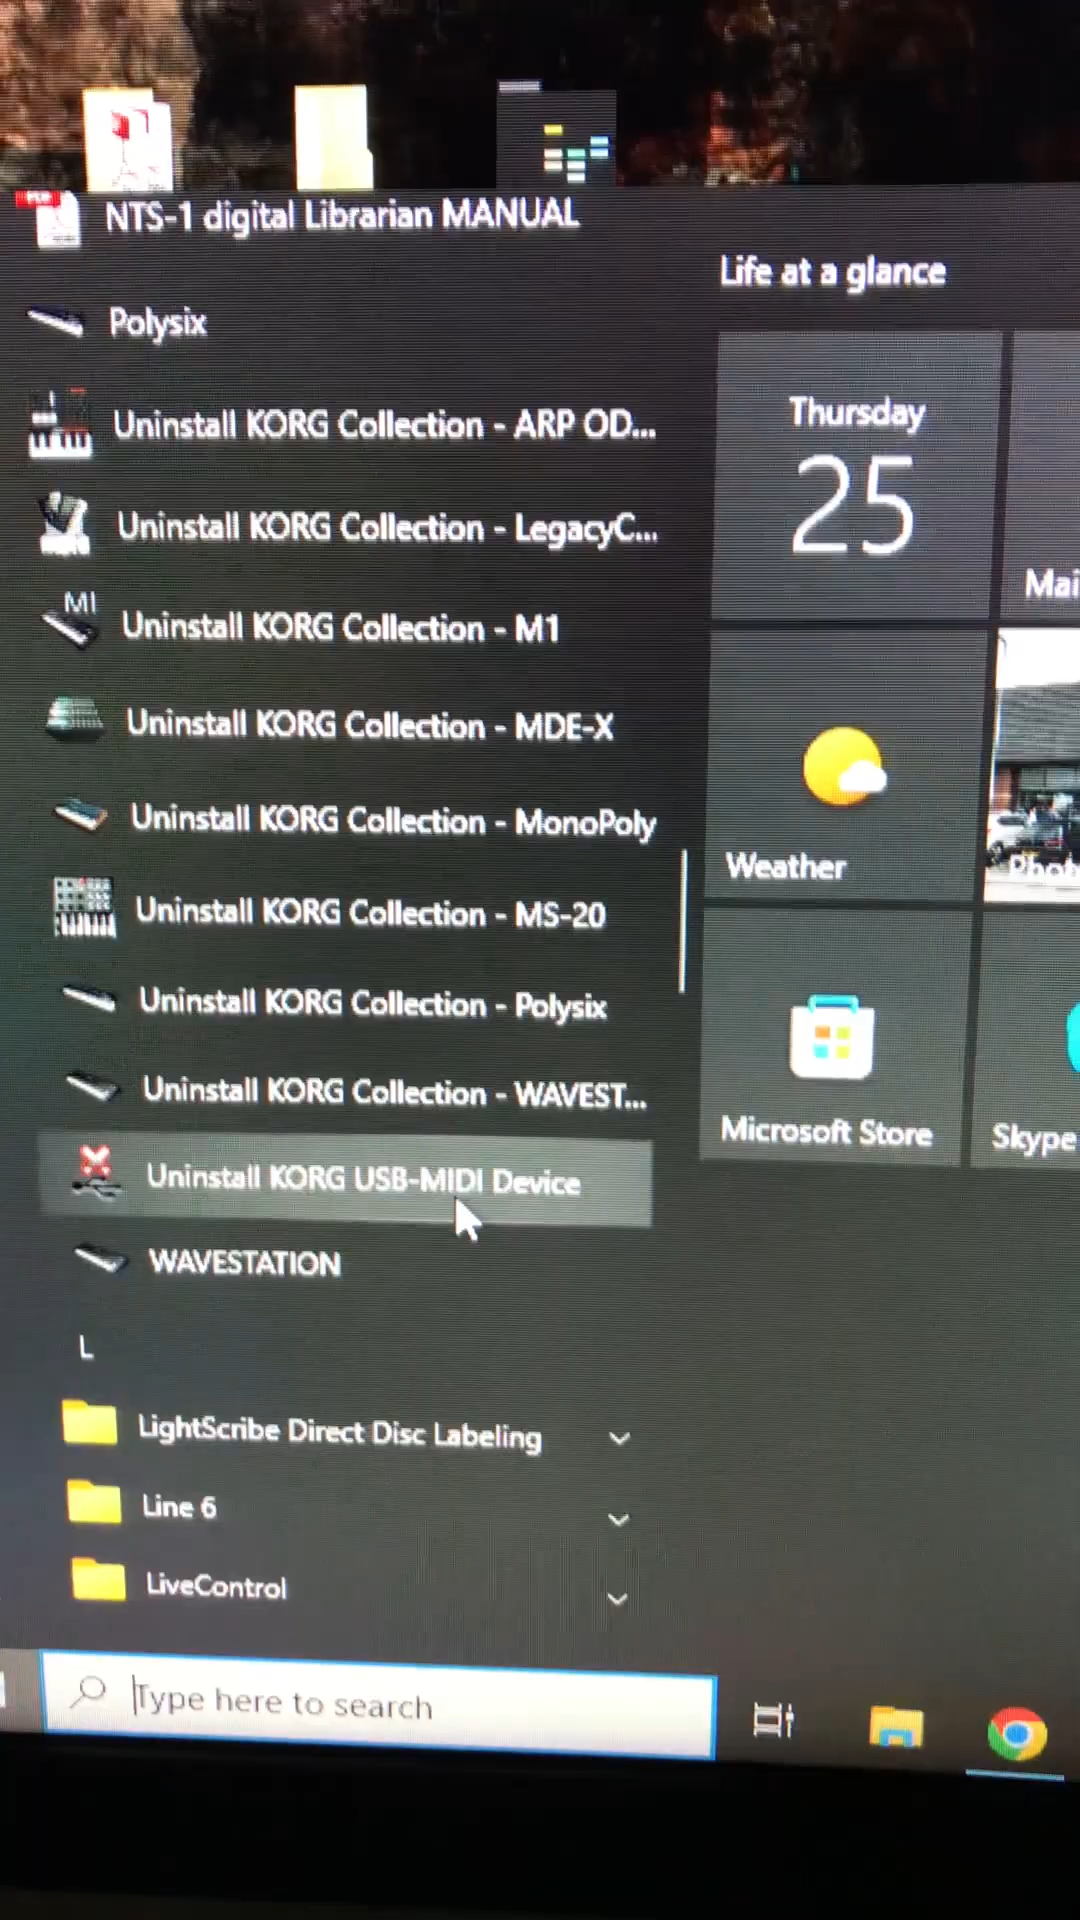 NTS-1 digital Librarian MANUAL
Polysix
Uninstall KORG Collection - ARP OD...
Uninstall KORG Collection - LegacyC...
M1
Uninstall KORG Collection - M1
Uninstall KORG Collection - MDE-X
Uninstall KORG Collection - MonoPoly
Uninstall KORG Collection - MS-20
Uninstall KORG Collection - Polysix
Uninstall KORG Collection - WAVEST...
Uninstall KORG USB-MIDI Device
WAVESTATION
L
LightScribe Direct Disc Labeling
Line 6
LiveControl
Type here to search
Life at a glance
Thursday
25
Mai
Weather
Phot
Microsoft Store
Skype